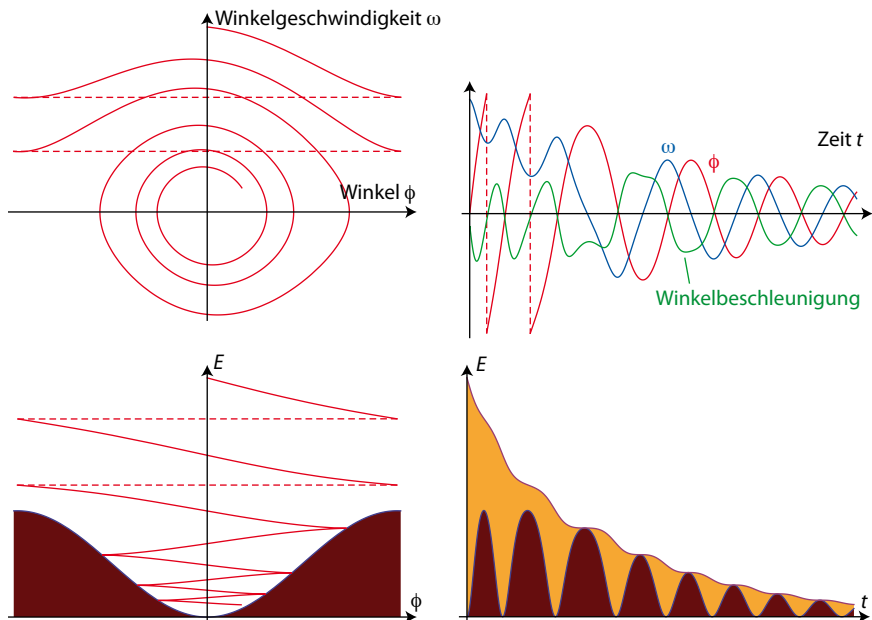 Winkelgeschwindigkeit ω
Winkel ϕ
ω
ϕ
Zeit t
Winkelbeschleunigung
E
ϕ
E
t